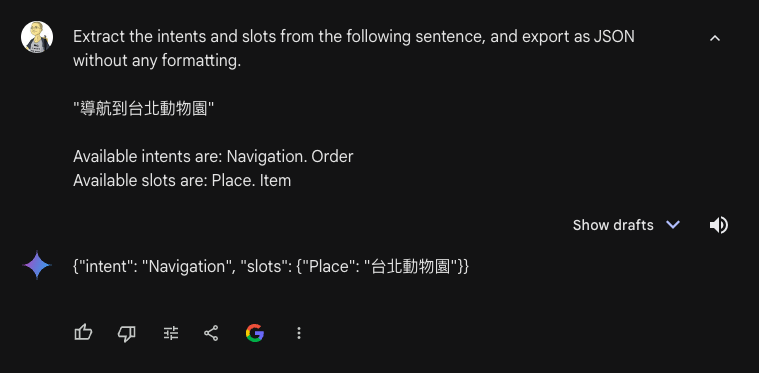 Extract the intents and slots from the following sentence, and export as JSON
without any formatting.
"導航到台北動物園"
Available intents are: Navigation. Order
Available slots are: Place. Item
Show drafts
{"intent": "Navigation", "slots": {"Place": "台北動物園"}}